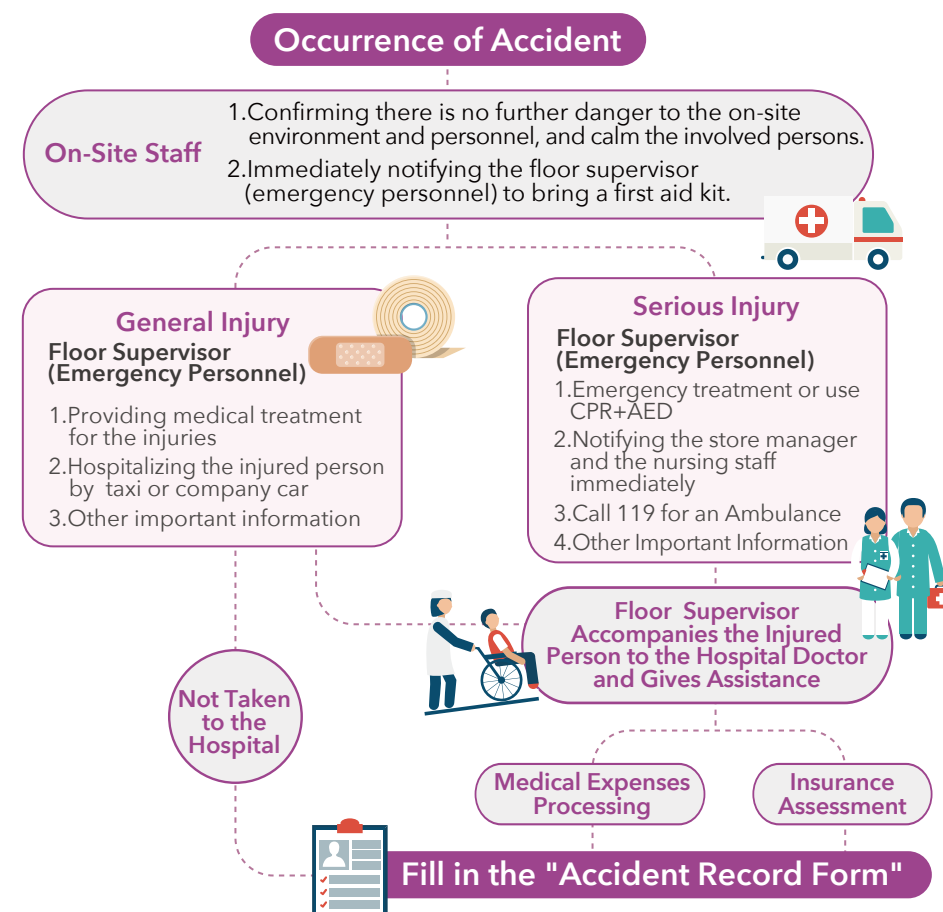 Occurrence of Accident
On-Site Staff
1.Confirming there is no further danger to the on-site
environment and personnel, and calm the involved persons.
2.Immediately notifying the floor supervisor
(emergency personnel) to bring a first aid kit.
General Injury
Floor Supervisor
(Emergency Personnel)
1.Providing medical treatment
for the injuries
2.Hospitalizing the injured person
by taxi or company car
3.Other important information
Serious Injury
Floor Supervisor
(Emergency Personnel)
1.Emergency treatment or use
CPR+AED
2.Notifying the store manager
and the nursing staff
immediately
3.Call 119 for an Ambulance
4.Other Important Information
Floor Supervisor
Accompanies the Injured
Person to the Hospital Doctor
and Gives Assistance
Not Taken
to the
Hospital
Medical Expenses
Processing
Insurance
Assessment
Fill in the "Accident Record Form"